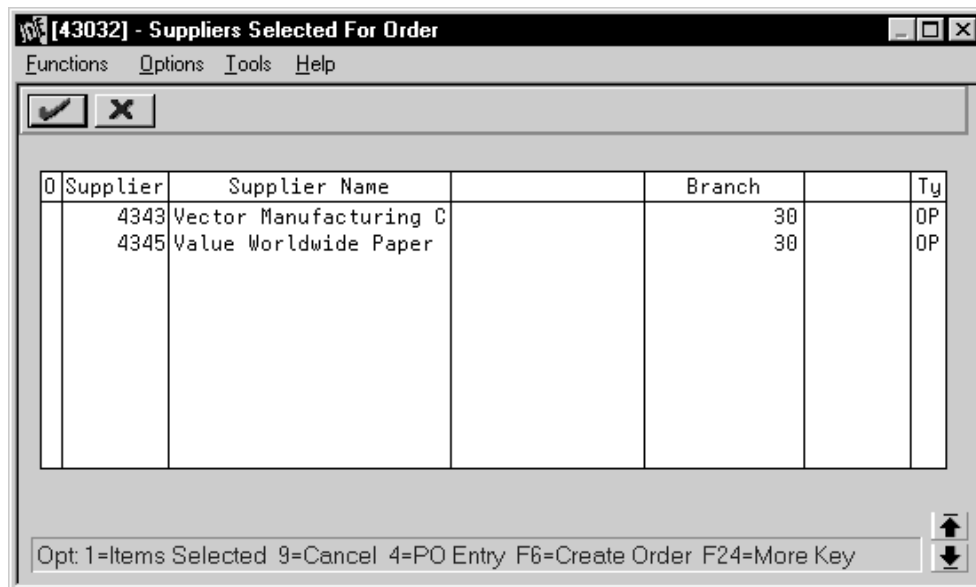 [43032] - Suppliers Selected For Order
Functions Options Tools Help
O Supplier Supplier Name Branch Ty
4343 Vector Manufacturing C 30 OP
4345 Value Worldwide Paper 30 OP
Opt: 1=Items Selected 9=Cancel 4=PO Entry F6=Create Order F24=More Key